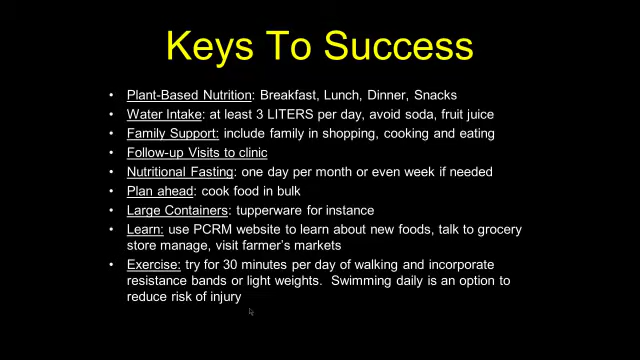 Keys To Success
• Plant-Based Nutrition: Breakfast, Lunch, Dinner, Snacks
• Water Intake: at least 3 LITERS per day, avoid soda, fruit juice
• Family Support: include family in shopping, cooking and eating
• Follow-up Visits to clinic
• Nutritional Fasting: one day per month or even week if needed
• Plan ahead: cook food in bulk
• Large Containers: tupperware for instance
• Learn: use PCRM website to learn about new foods, talk to grocery
store manage, visit farmer's markets
• Exercise: try for 30 minutes per day of walking and incorporate
resistance bands or light weights. Swimming daily is an option to
reduce risk of injury